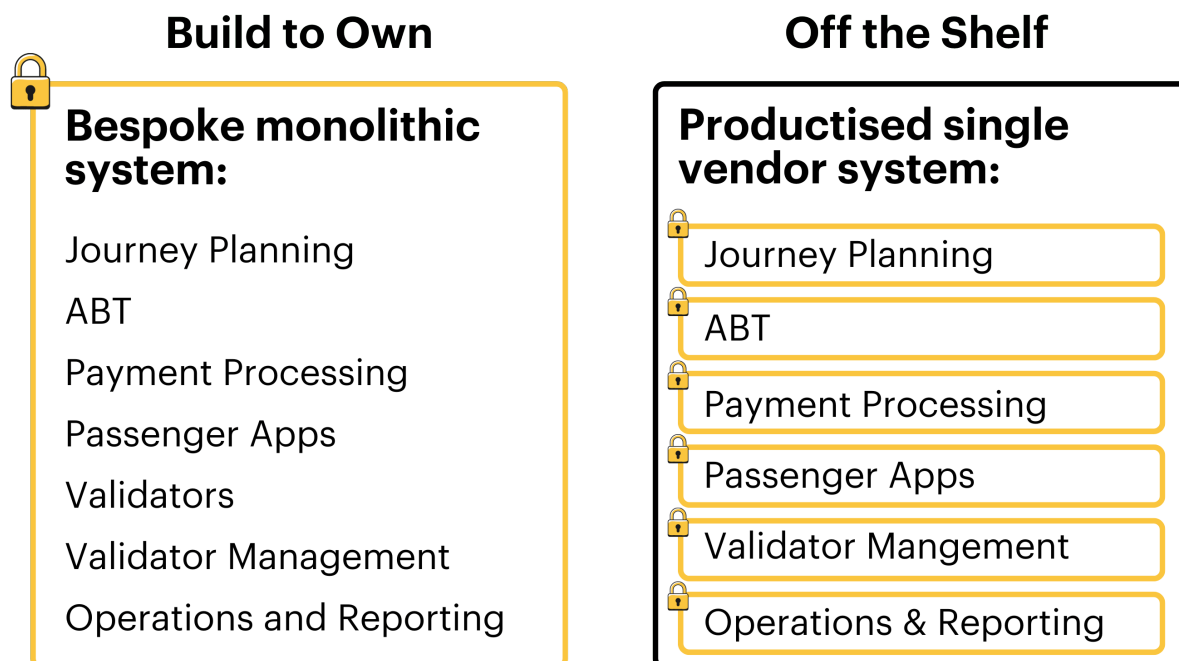 Build to Own
Bespoke monolithic
system:
Journey Planning
ABT
Payment Processing
Passenger Apps
Validators
Validator Management
Operations and Reporting
Off the Shelf
Productised single
vendor system:
Journey Planning
ABT
Payment Processing
Passenger Apps
Validator Mangement
Operations & Reporting